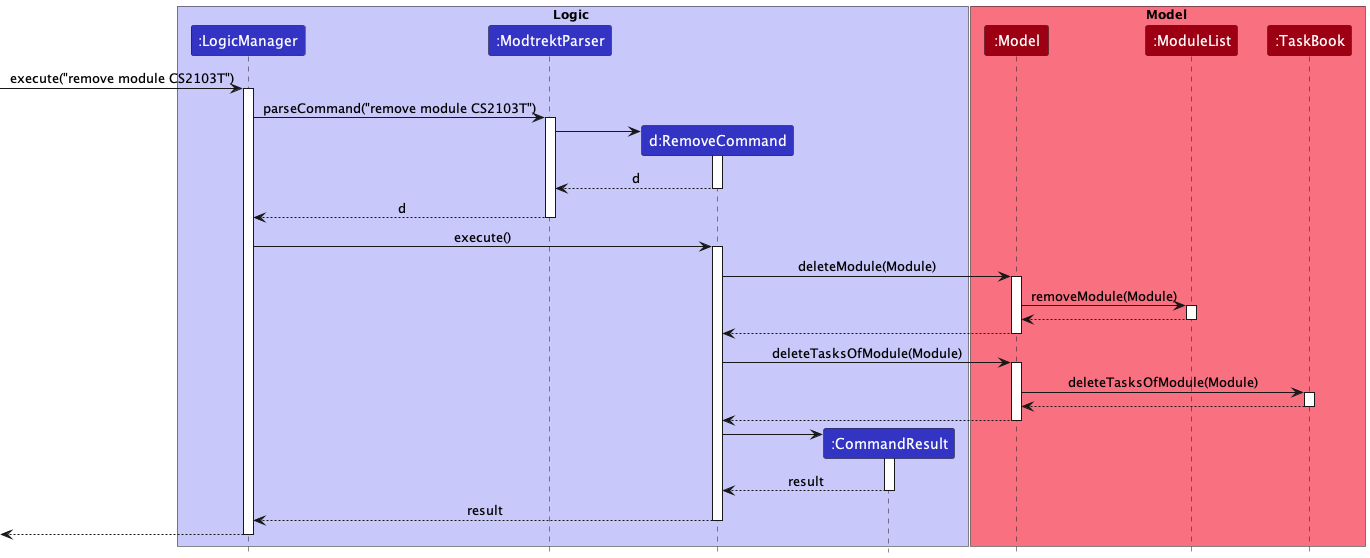 Logic
Model
:LogicManager
:ModtrektParser
:Model
:ModuleList
:TaskBook
execute("remove module CS2103T")
parseCommand("remove module CS2103T")
d:RemoveCommand
d
d
execute()
deleteModule(Module)
removeModule(Module)
deleteTasksOfModule(Module)
deleteTasksOfModule(Module)
:CommandResult
result
result